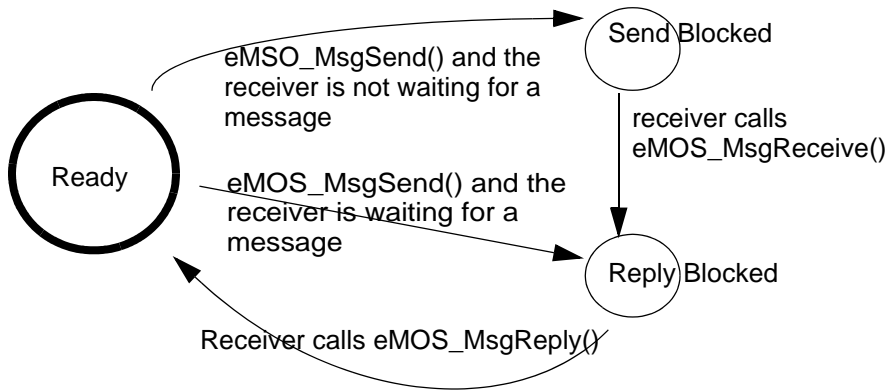 Send Blocked
eMSO_MsgSend() and the
receiver is not waiting for a
message
receiver calls
eMOS_MsgReceive()
Ready
eMOS_MsgSend() and the
receiver is waiting for a
message
Reply Blocked
Receiver calls eMOS_MsgReply()